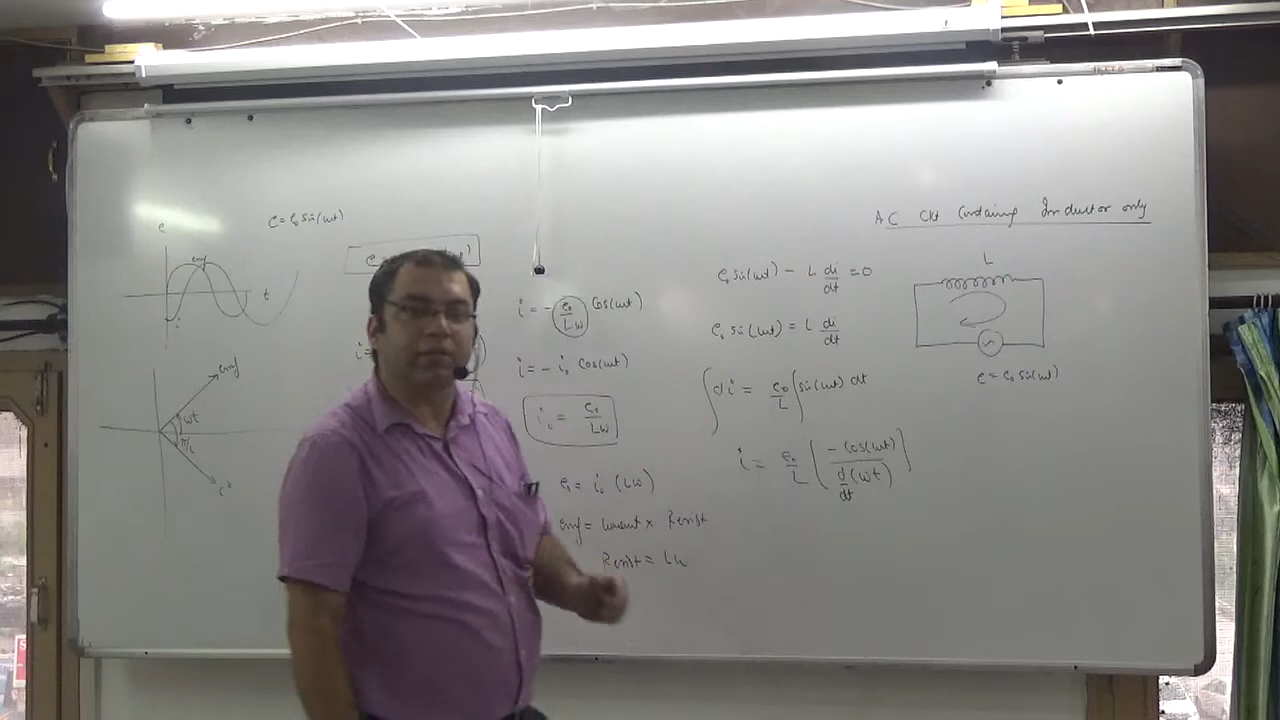 AC Ckt Containing Inductor only
L
e = e₀ sin(ωt)
e₀ sin(ωt) − L di/dt = 0
e₀ sin(ωt) = L di/dt
∫di = e₀/L ∫sin(ωt) dt
i = e₀/L [−cos(ωt) / d/dt(ωt)]
i = − e₀/Lω cos(ωt)
i = − i₀ cos(ωt)
i₀ = e₀/Lω
e₀ = i₀ (Lω)
emf = current × Resist
Resist = Lω
e = e₀ sin(ωt)
e
emf
t
i
i =
emf
ωt
π/2
i